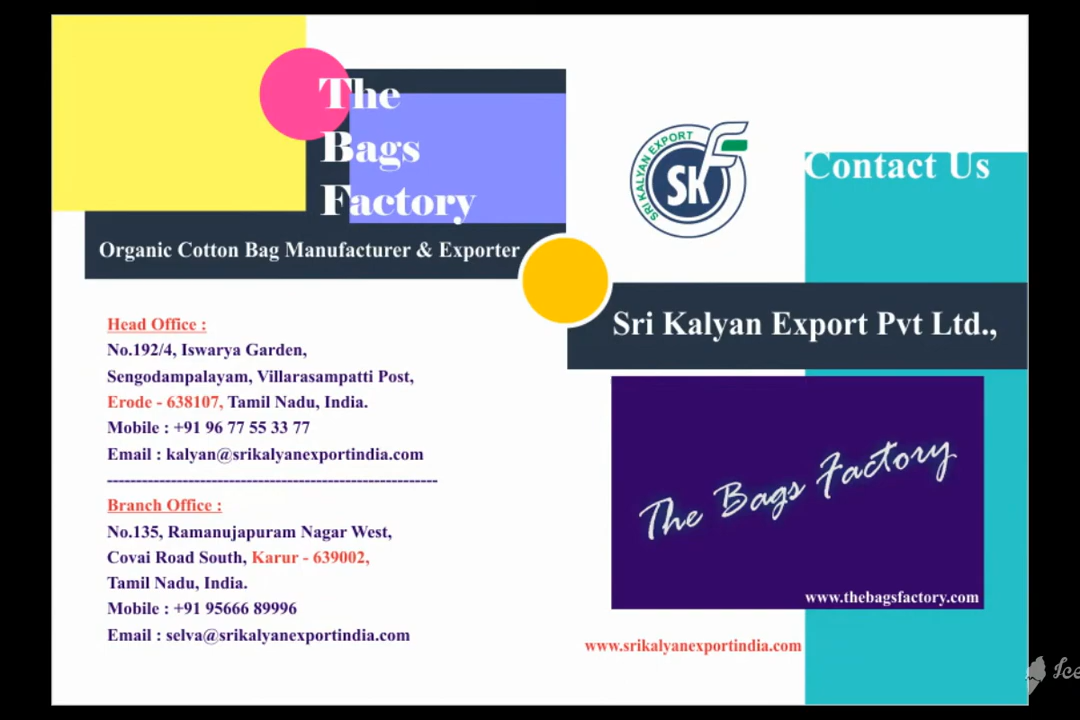 The
Bags
Factory
Organic Cotton Bag Manufacturer & Exporter
SRI KALYAN EXPORT
SK
Contact Us
Sri Kalyan Export Pvt Ltd.,
Head Office :
No.192/4, Iswarya Garden,
Sengodampalayam, Villarasampatti Post,
Erode - 638107, Tamil Nadu, India.
Mobile : +91 96 77 55 33 77
Email : kalyan@srikalyanexportindia.com
---------------------------------------------------------
Branch Office :
No.135, Ramanujapuram Nagar West,
Covai Road South, Karur - 639002,
Tamil Nadu, India.
Mobile : +91 95666 89996
Email : selva@srikalyanexportindia.com
The Bags Factory
www.thebagsfactory.com
www.srikalyanexportindia.com